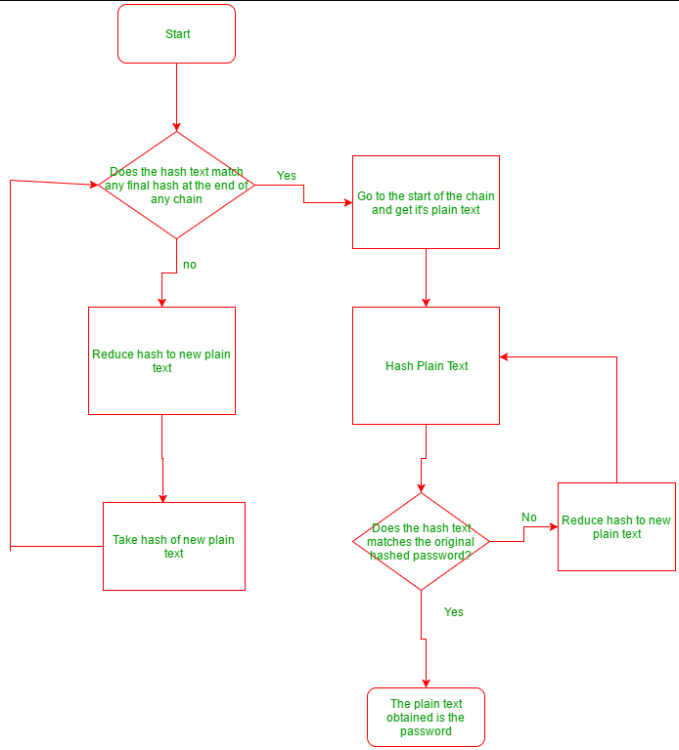 Start
Does the hash text match
any final hash at the end of
any chain
Yes
Go to the start of the chain
and get it's plain text
no
Reduce hash to new plain
text
Hash Plain Text
Take hash of new plain
text
Does the hash text
matches the original
hashed password?
No
Reduce hash to new
plain text
Yes
The plain text
obtained is the
password